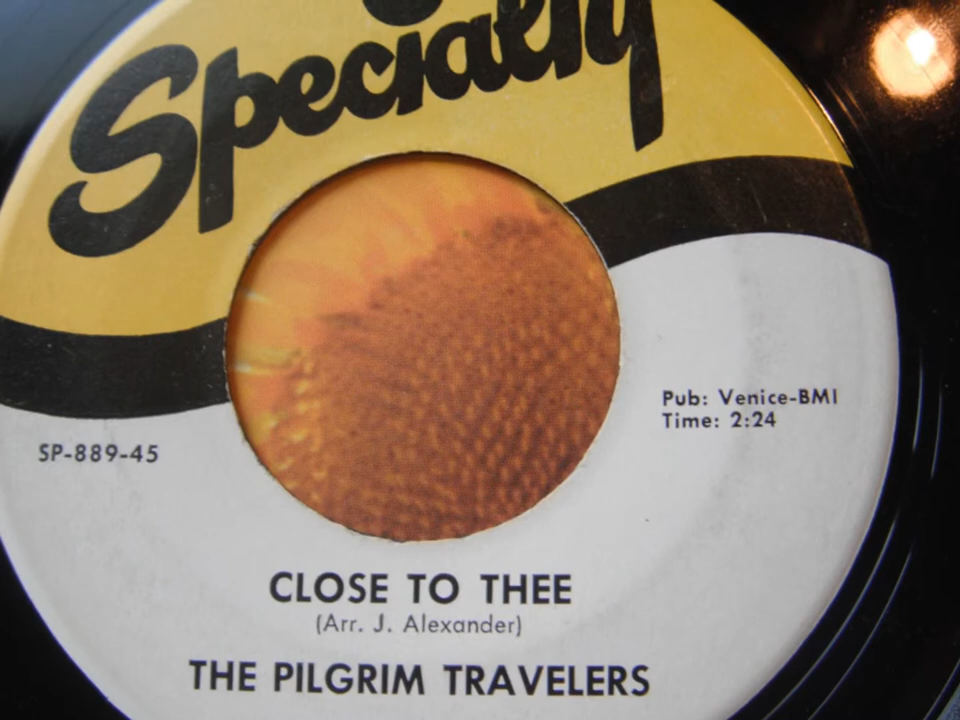 Specialty
Pub: Venice-BMI
Time: 2:24
SP-889-45
CLOSE TO THEE
(Arr. J. Alexander)
THE PILGRIM TRAVELERS